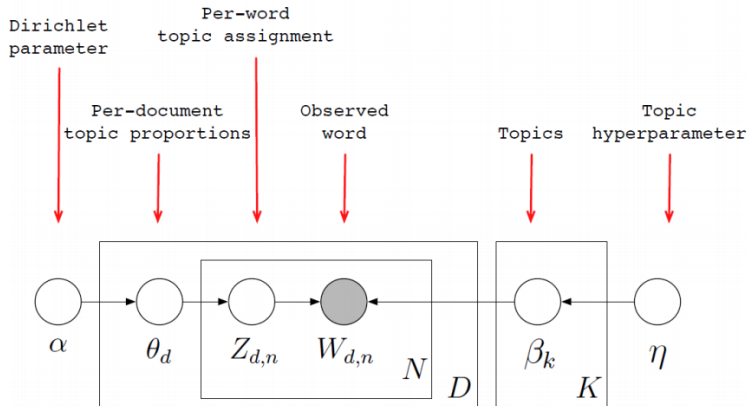 Dirichlet
parameter
Per-word
topic assignment
Per-document
topic proportions
Observed
word
Topics
Topic
hyperparameter
α
θd
Zd,n
Wd,n
N
D
βk
K
η